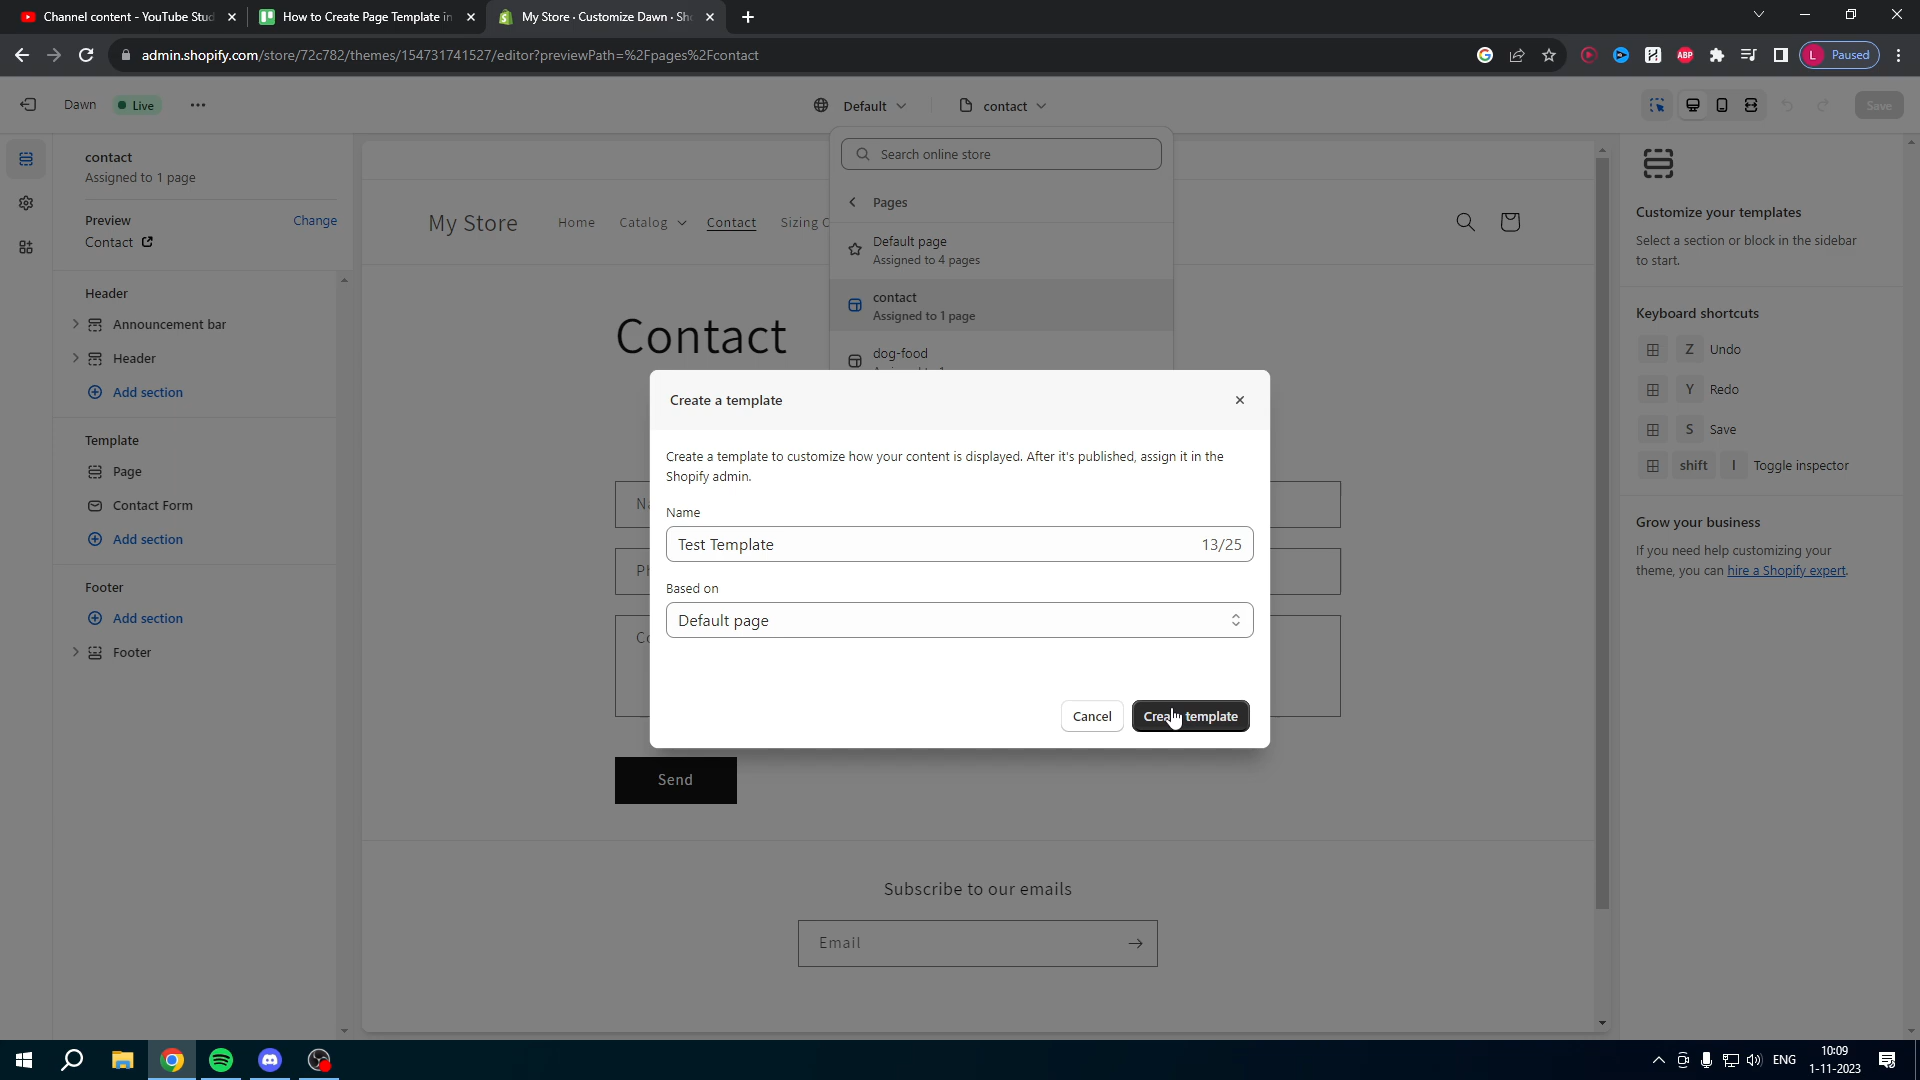 Channel content - YouTube Stud
How to Create Page Template in
My Store · Customize Dawn · Sh
admin.shopify.com/store/72c782/themes/154731741527/editor?previewPath=%2Fpages%2Fcontact
ABP
L Paused
Dawn
Live
Default
contact
Save
contact
Assigned to 1 page
Preview
Change
Contact
Header
Announcement bar
Header
Add section
Template
Page
Contact Form
Add section
Footer
Add section
Footer
Search online store
Pages
Default page
Assigned to 4 pages
contact
Assigned to 1 page
dog-food
My Store
Home
Catalog
Contact
Sizing C
Contact
Create a template
Create a template to customize how your content is displayed. After it's published, assign it in the
Shopify admin.
Name
Test Template
13/25
Based on
Default page
Cancel
Create template
Send
Subscribe to our emails
Email
Customize your templates
Select a section or block in the sidebar
to start.
Keyboard shortcuts
Z Undo
Y Redo
S Save
shift I Toggle inspector
Grow your business
If you need help customizing your
theme, you can hire a Shopify expert.
ENG
10:09
1-11-2023